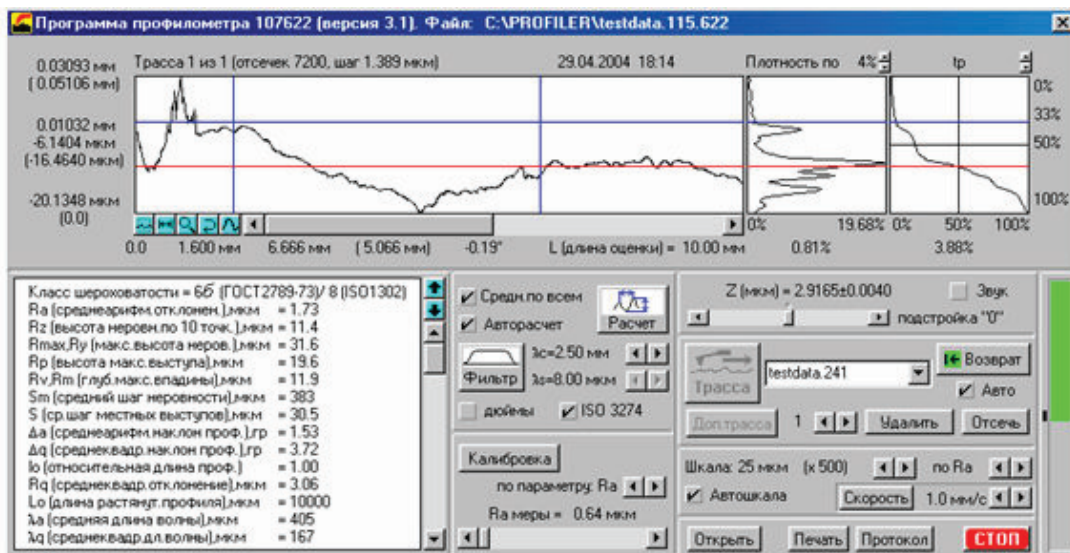 Программа профилометра 107622 (версия 3.1). Файл: C:\PROFILER\testdata.115.622
0.03093 мм Трасса 1 из 1 (отсечек 7200, шаг 1.389 мкм) 29.04.2004 18:14 Плотность по 4% tp
(0.05106 мм) 0%
33%
0.01032 мм
-6.1404 мкм 50%
(-16.4640 мкм)
-20.1348 мкм 100%
(0.0) 0% 19.68% 0% 50% 100%
0.0 1.600 мм 6.666 мм (5.066 мм) -0.19° L (длина оценки) = 10.00 мм 0.81% 3.88%
Класс шероховатости = 6б (ГОСТ2789-73)/ 8 (ISO1302)
Ra (среднеарифм.отклонен.),мкм = 1.73
Rz (высота неровн.по 10 точк.),мкм = 11.4
Rmax,Ry (макс.высота неров.),мкм = 31.6
Rp (высота макс.выступа),мкм = 19.6
Rv,Rm (глуб.макс.впадины),мкм = 11.9
Sm (средний шаг неровности),мкм = 383
S (ср.шаг местных выступов),мкм = 30.5
Δa (среднеарифм.наклон проф.),гр = 1.53
Δq (среднеквадр.наклон проф.),гр = 3.72
lo (относительная длина проф.) = 1.00
Rq (среднеквадр.отклонение),мкм = 3.06
Lo (длина растянут.профиля),мкм = 10000
λa (средняя длина волны),мкм = 405
λq (среднеквадр.дл.волны),мкм = 167
Средн.по всем
Авторасчет Расчет
Фильтр λc=2.50 мм
λs=8.00 мкм
дюймы ISO 3274
Калибровка
по параметру: Ra
Ra меры = 0.64 мкм
Z (мкм) = 2.9165±0.0040 Звук
подстройка "0"
Трасса testdata.241 Возврат
Авто
Доп.трасса 1 Удалить Отсечь
Шкала: 25 мкм (x 500) по Ra
Автошкала Скорость 1.0 мм/с
Открыть Печать Протокол СТОП